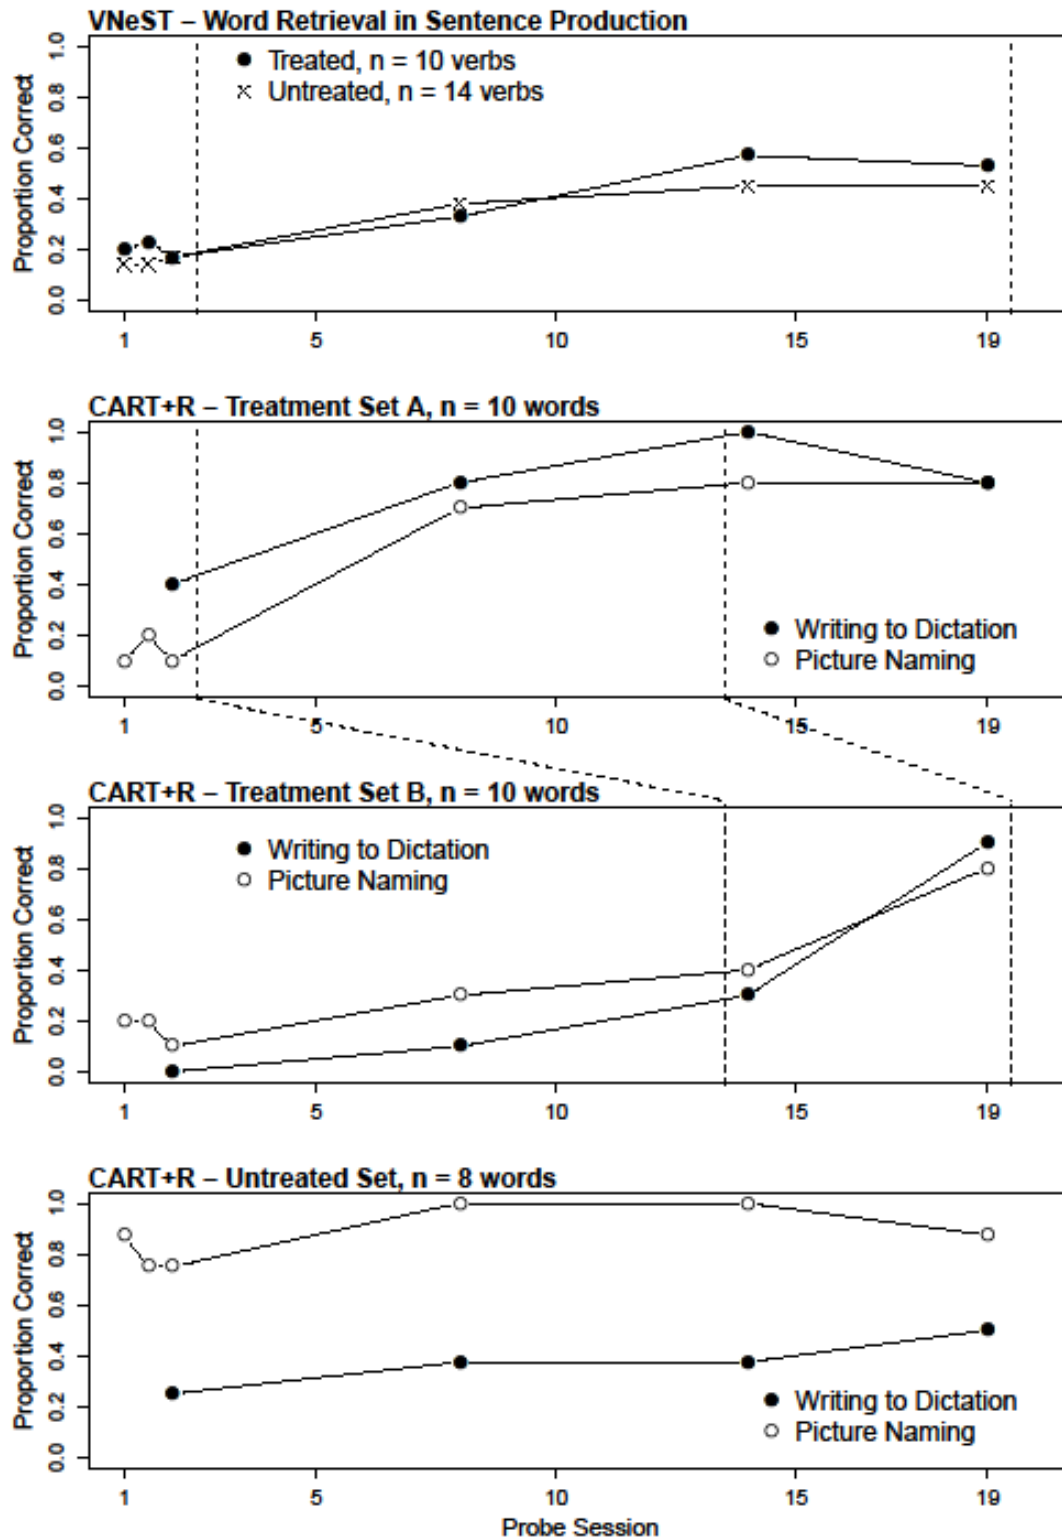 VNeST – Word Retrieval in Sentence Production
Proportion Correct
1.0
0.8
0.6
0.4
0.2
0.0
Treated, n = 10 verbs
Untreated, n = 14 verbs
1 5 10 15 19
CART+R – Treatment Set A, n = 10 words
Proportion Correct
1.0
0.8
0.6
0.4
0.2
0.0
Writing to Dictation
Picture Naming
1 5 10 15 19
CART+R – Treatment Set B, n = 10 words
Proportion Correct
1.0
0.8
0.6
0.4
0.2
0.0
Writing to Dictation
Picture Naming
1 5 10 15 19
CART+R – Untreated Set, n = 8 words
Proportion Correct
1.0
0.8
0.6
0.4
0.2
0.0
Writing to Dictation
Picture Naming
1 5 10 15 19
Probe Session